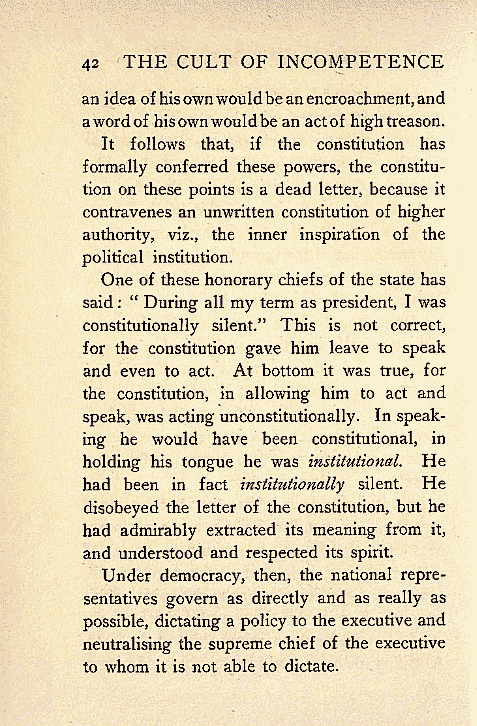 42 THE CULT OF INCOMPETENCE
an idea of his own would be an encroachment, and
a word of his own would be an act of high treason.
It follows that, if the constitution has
formally conferred these powers, the constitu-
tion on these points is a dead letter, because it
contravenes an unwritten constitution of higher
authority, viz., the inner inspiration of the
political institution.
One of these honorary chiefs of the state has
said : “ During all my term as president, I was
constitutionally silent.” This is not correct,
for the constitution gave him leave to speak
and even to act. At bottom it was true, for
the constitution, in allowing him to act and
speak, was acting unconstitutionally. In speak-
ing he would have been constitutional, in
holding his tongue he was institutional. He
had been in fact institutionally silent. He
disobeyed the letter of the constitution, but he
had admirably extracted its meaning from it,
and understood and respected its spirit.
Under democracy, then, the national repre-
sentatives govern as directly and as really as
possible, dictating a policy to the executive and
neutralising the supreme chief of the executive
to whom it is not able to dictate.